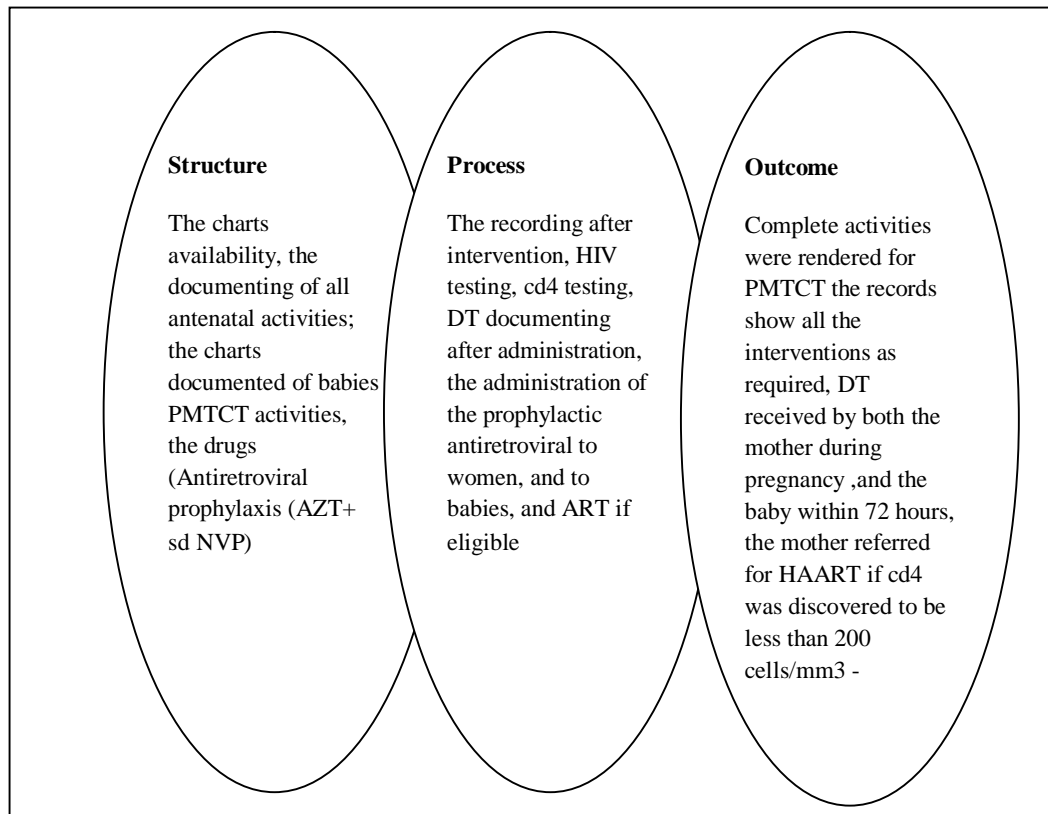 Structure
The charts
availability, the
documenting of all
antenatal activities;
the charts
documented of babies
PMTCT activities,
the drugs
(Antiretroviral
prophylaxis (AZT+
sd NVP)
Process
The recording after
intervention, HIV
testing, cd4 testing,
DT documenting
after administration,
the administration of
the prophylactic
antiretroviral to
women, and to
babies, and ART if
eligible
Outcome
Complete activities
were rendered for
PMTCT the records
show all the
interventions as
required, DT
received by both the
mother during
pregnancy ,and the
baby within 72 hours,
the mother referred
for HAART if cd4
was discovered to be
less than 200
cells/mm3 -